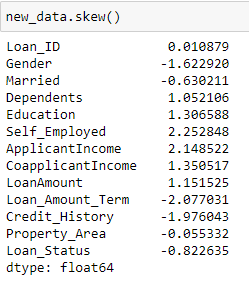 new_data.skew()
Loan_ID 0.010879
Gender -1.622920
Married -0.630211
Dependents 1.052106
Education 1.306588
Self_Employed 2.252848
ApplicantIncome 2.148522
CoapplicantIncome 1.350517
LoanAmount 1.151525
Loan_Amount_Term -2.077031
Credit_History -1.976043
Property_Area -0.055332
Loan_Status -0.822635
dtype: float64